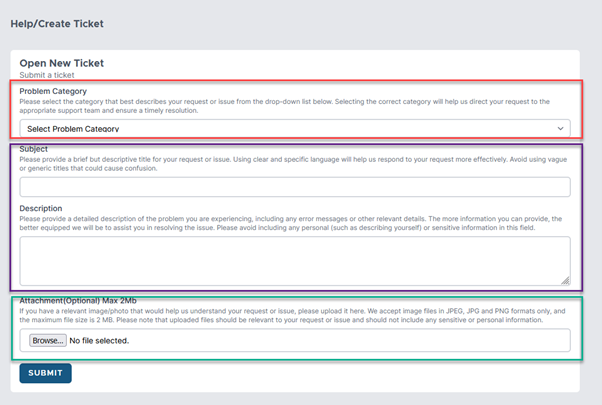 Help/Create Ticket
Open New Ticket
Submit a ticket
Problem Category
Please select the category that best describes your request or issue from the drop-down list below. Selecting the correct category will help us direct your request to the
appropriate support team and ensure a timely resolution.
Select Problem Category
Subject
Please provide a brief but descriptive title for your request or issue. Using clear and specific language will help us respond to your request more effectively. Avoid using vague
or generic titles that could cause confusion.
Description
Please provide a detailed description of the problem you are experiencing, including any error messages or other relevant details. The more information you can provide, the
better equipped we will be to assist you in resolving the issue. Please avoid including any personal (such as describing yourself) or sensitive information in this field.
Attachment(Optional) Max 2Mb
If you have a relevant image/photo that would help us understand your request or issue, please upload it here. We accept image files in JPEG, JPG and PNG formats only, and
the maximum file size is 2 MB. Please note that uploaded files should be relevant to your request or issue and should not include any sensitive or personal information.
Browse... No file selected.
SUBMIT